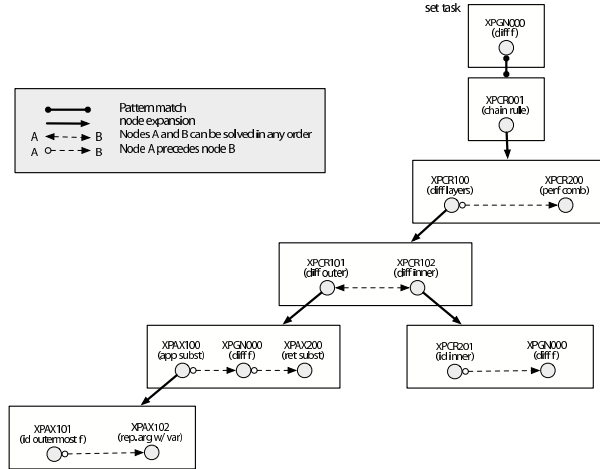 set task
XPGN000
(diff f)
XPCR001
(chain rule)
Pattern match
node expansion
A B Nodes A and B can be solved in any order
A B Node A precedes node B
XPCR100 XPCR200
(diff layers) (perf comb)
XPCR101 XPCR102
(diff outer) (diff inner)
XPAX100 XPGN000 XPAX200
(app subst) (diff f) (ret subst)
XPCR201 XPGN000
(id inner) (diff f)
XPAX101 XPAX102
(id outermost f) (rep. arg w/ var)